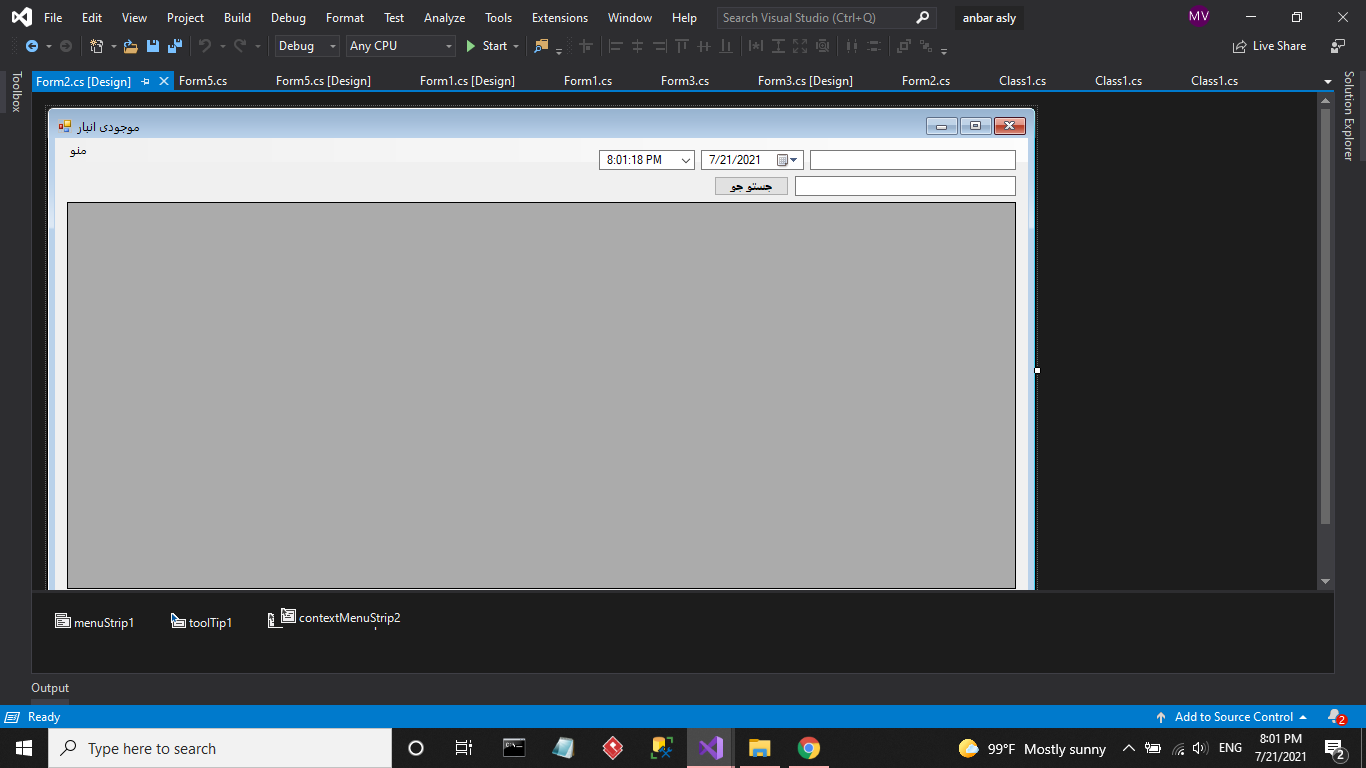 File Edit View Project Build Debug Format Test Analyze Tools Extensions Window Help Search Visual Studio (Ctrl+Q) anbar asly MV
Debug Any CPU Start Live Share
Toolbox
Form2.cs [Design] Form5.cs Form5.cs [Design] Form1.cs [Design] Form1.cs Form3.cs Form3.cs [Design] Form2.cs Class1.cs Class1.cs Class1.cs
Solution Explorer
موجودی انبار
منو
8:01:18 PM 7/21/2021
جستو جو
menuStrip1 toolTip1 contextMenuStrip2
Output
Ready Add to Source Control 2
Type here to search 99°F Mostly sunny ENG 8:01 PM
7/21/2021 2